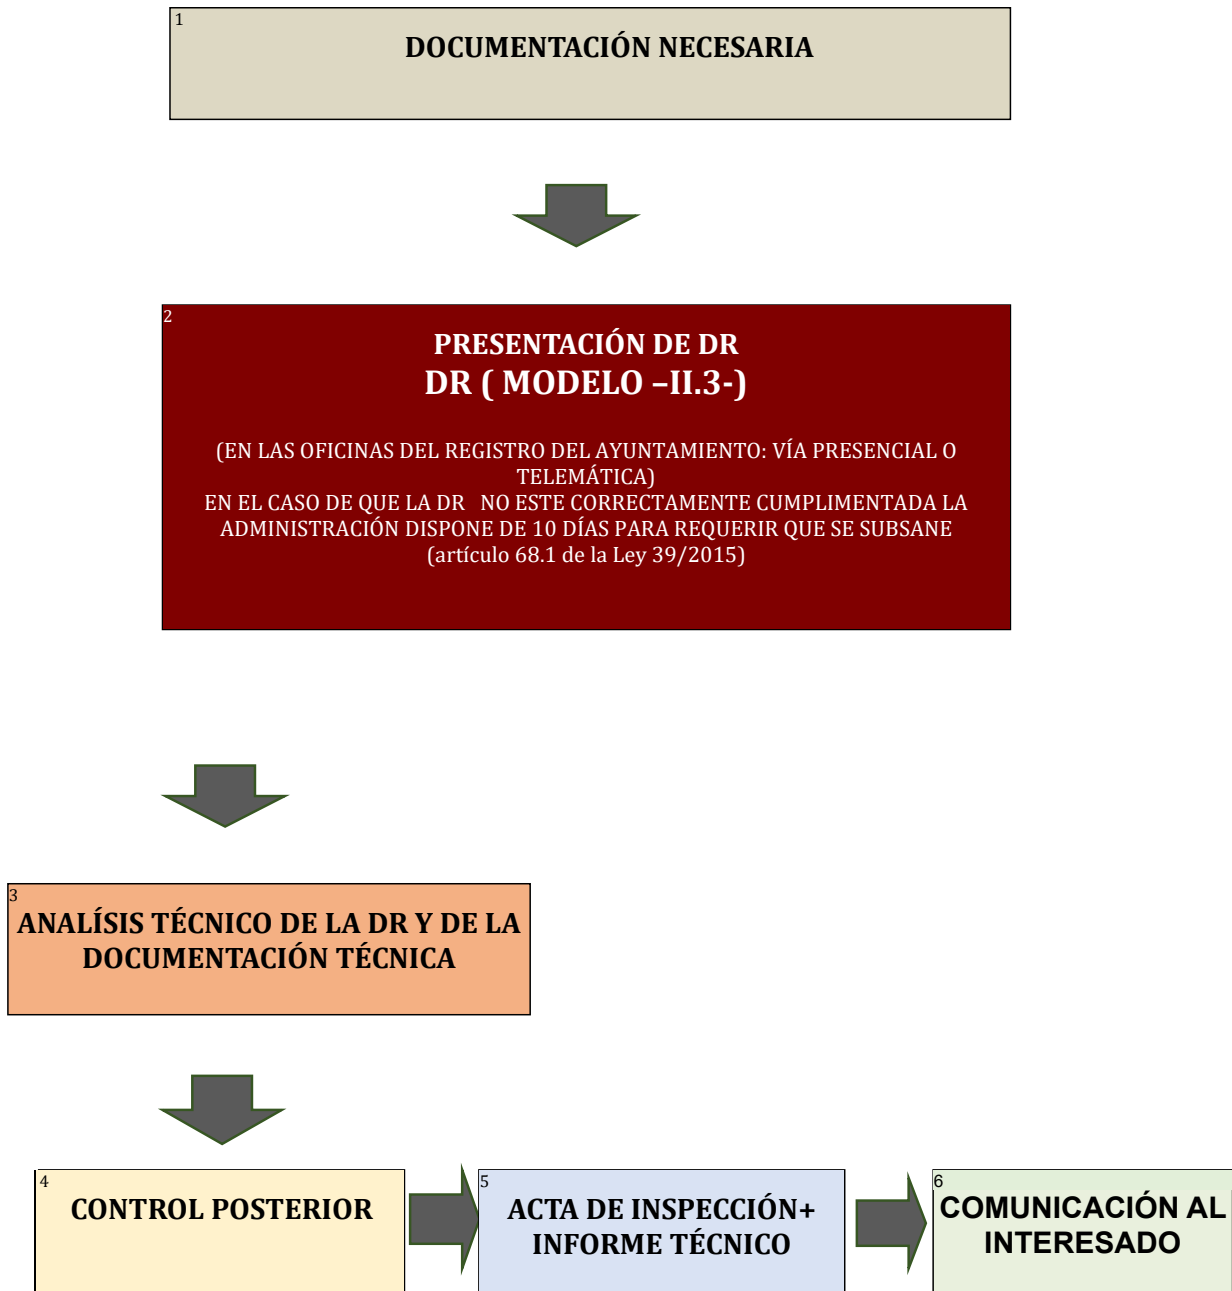 1
DOCUMENTACIÓN NECESARIA
2
PRESENTACIÓN DE DR
DR ( MODELO –II.3-)
(EN LAS OFICINAS DEL REGISTRO DEL AYUNTAMIENTO: VÍA PRESENCIAL O
TELEMÁTICA)
EN EL CASO DE QUE LA DR NO ESTE CORRECTAMENTE CUMPLIMENTADA LA
ADMINISTRACIÓN DISPONE DE 10 DÍAS PARA REQUERIR QUE SE SUBSANE
(artículo 68.1 de la Ley 39/2015)
3
ANALÍSIS TÉCNICO DE LA DR Y DE LA
DOCUMENTACIÓN TÉCNICA
4
CONTROL POSTERIOR
5
ACTA DE INSPECCIÓN+
INFORME TÉCNICO
6
COMUNICACIÓN AL
INTERESADO